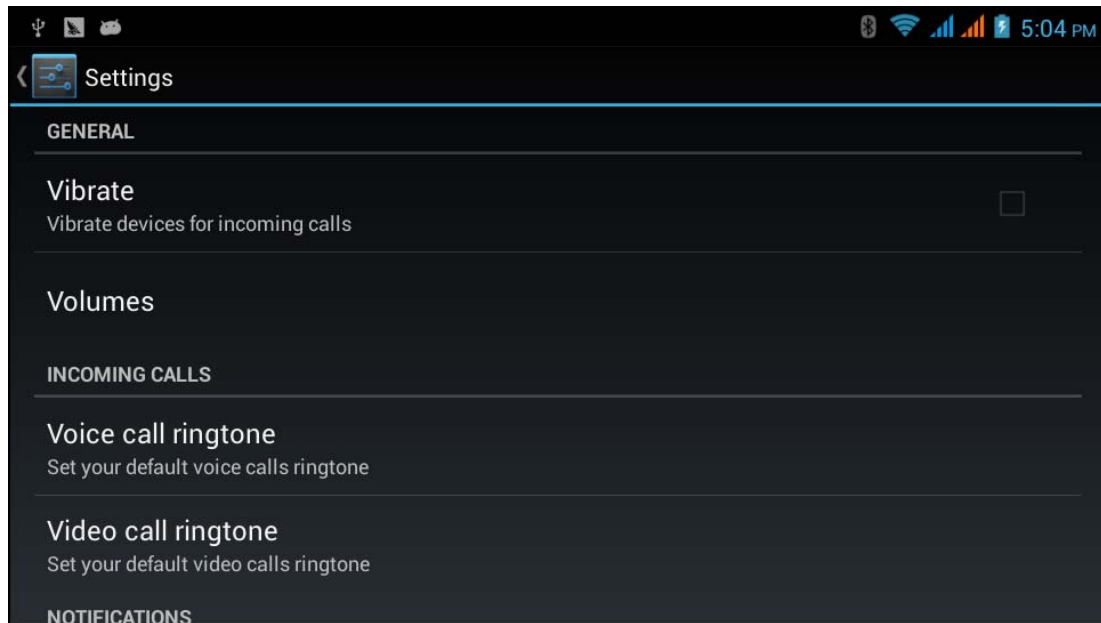 5:04 PM
Settings
GENERAL
Vibrate
Vibrate devices for incoming calls
Volumes
INCOMING CALLS
Voice call ringtone
Set your default voice calls ringtone
Video call ringtone
Set your default video calls ringtone
NOTIFICATIONS